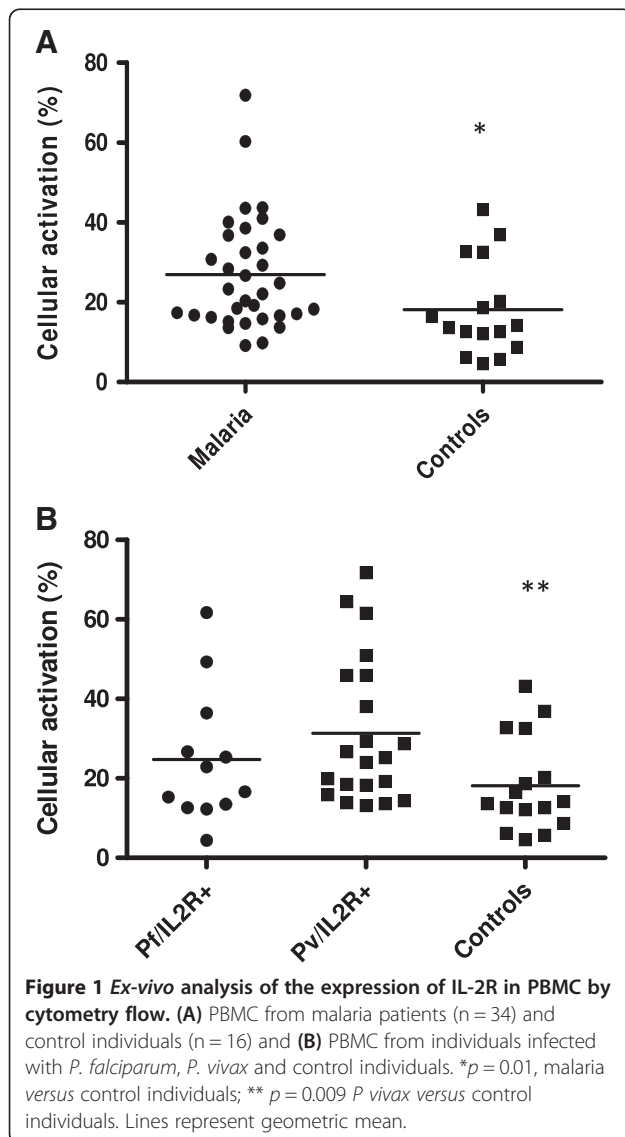 A
80
60
40
20
0
Cellular activation (%)
*
Malaria
Controls
B
80
60
40
20
0
Cellular activation (%)
**
Pf/IL2R+
Pv/IL2R+
Controls
Figure 1 Ex-vivo analysis of the expression of IL-2R in PBMC by
cytometry flow. (A) PBMC from malaria patients (n = 34) and
control individuals (n = 16) and (B) PBMC from individuals infected
with P. falciparum, P. vivax and control individuals. *p = 0.01, malaria
versus control individuals; ** p = 0.009 P vivax versus control
individuals. Lines represent geometric mean.